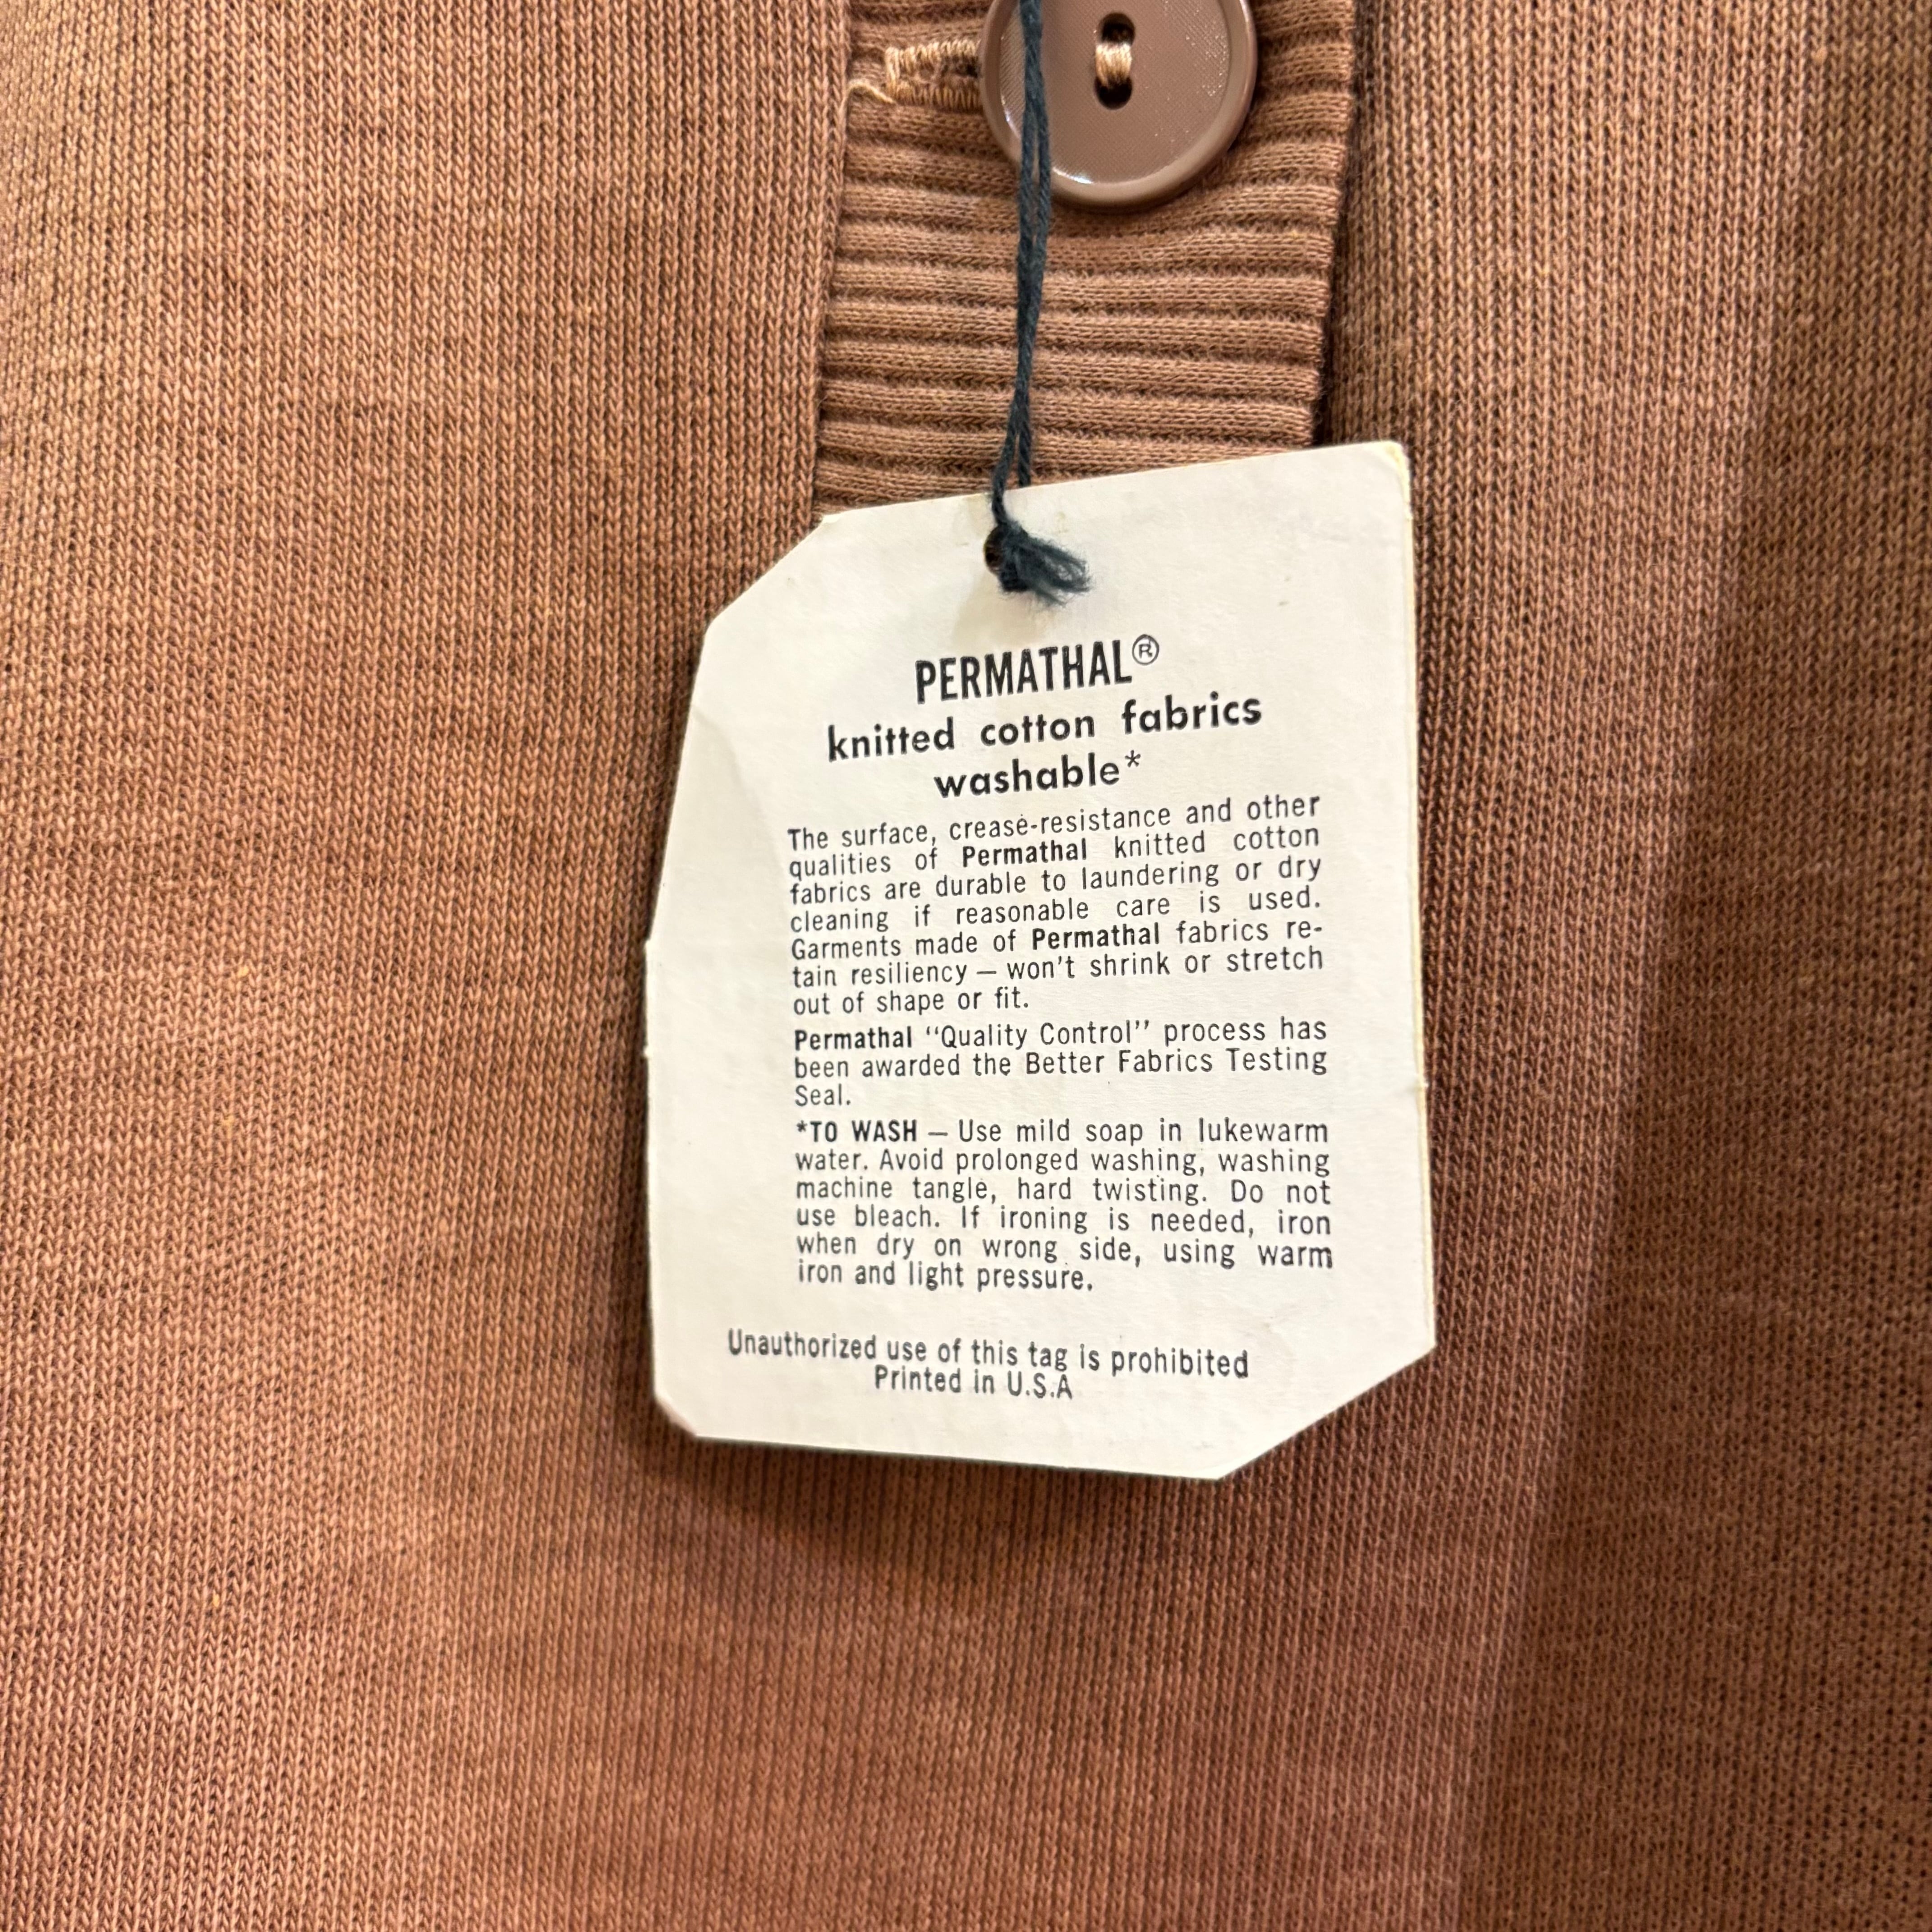 PERMATHAL®
knitted cotton fabrics
washable*
The surface, crease-resistance and other
qualities of Permathal knitted cotton
fabrics are durable to laundering or dry
cleaning if reasonable care is used.
Garments made of Permathal fabrics re-
tain resiliency — won't shrink or stretch
out of shape or fit.
Permathal "Quality Control" process has
been awarded the Better Fabrics Testing
Seal.
*TO WASH — Use mild soap in lukewarm
water. Avoid prolonged washing, washing
machine tangle, hard twisting. Do not
use bleach. If ironing is needed, iron
when dry on wrong side, using warm
iron and light pressure.
Unauthorized use of this tag is prohibited
Printed in U.S.A